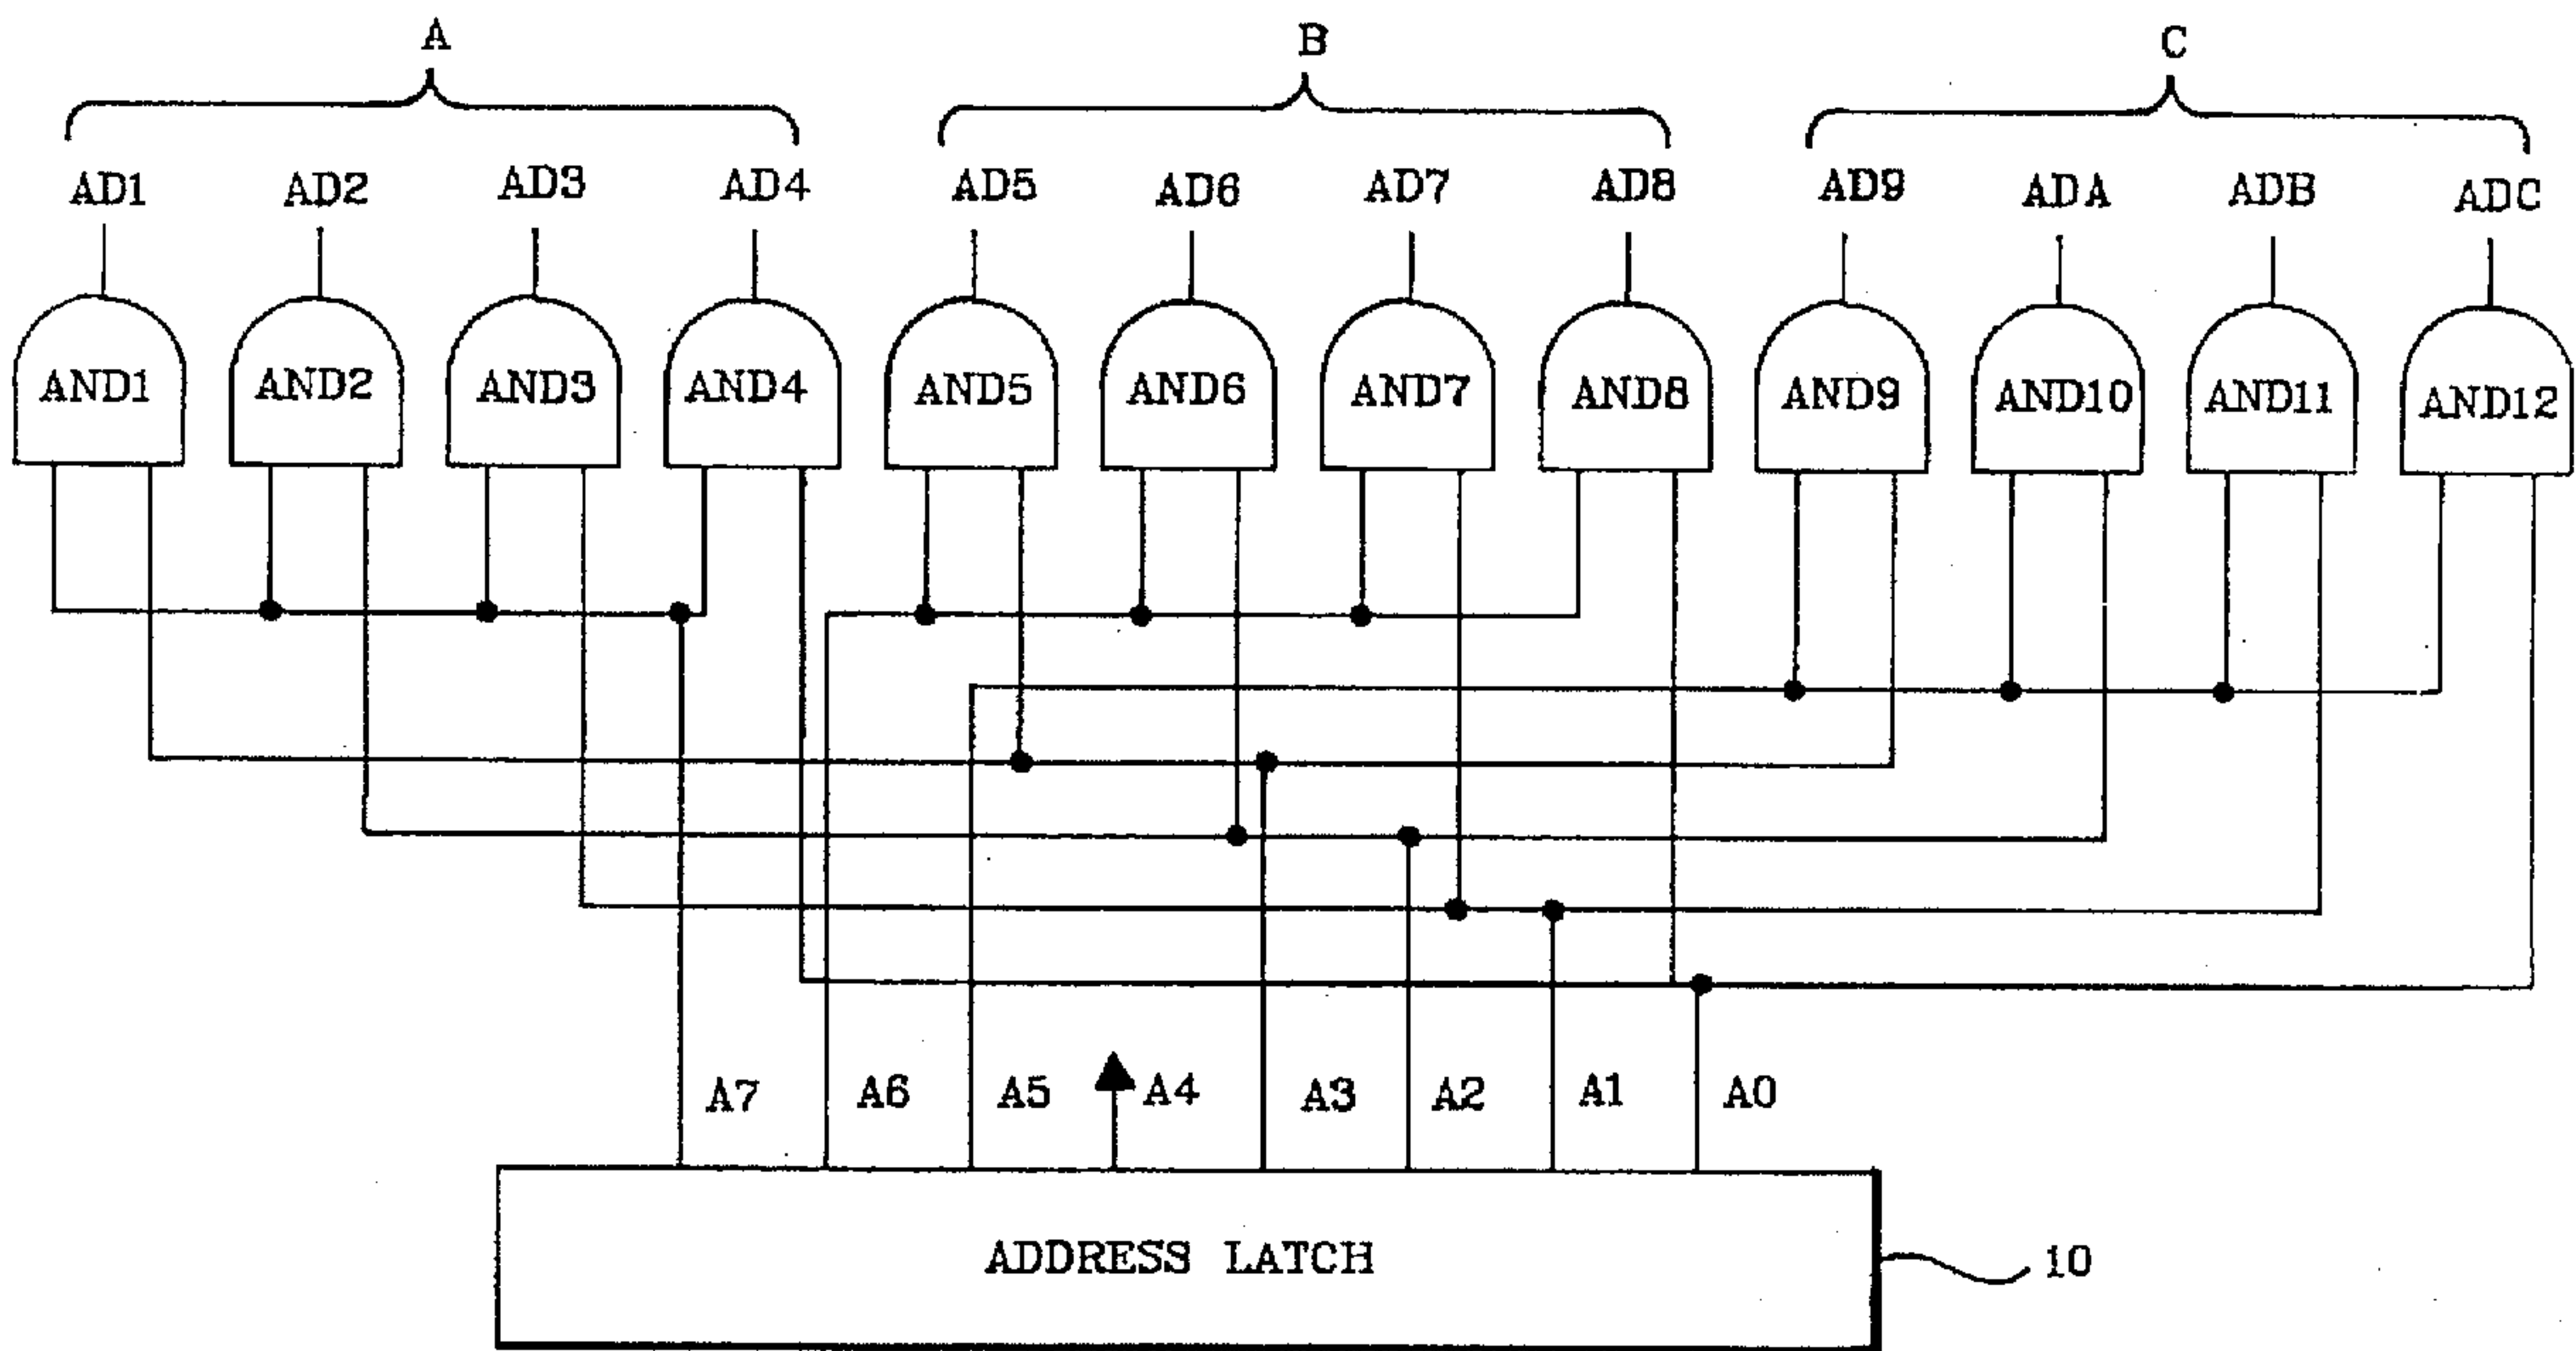 A B C
AD1 AD2 AD3 AD4 AD5 AD6 AD7 AD8 AD9 ADA ADB ADC
AND1 AND2 AND3 AND4 AND5 AND6 AND7 AND8 AND9 AND10 AND11 AND12
A7 A6 A5 A4 A3 A2 A1 A0
ADDRESS LATCH 10